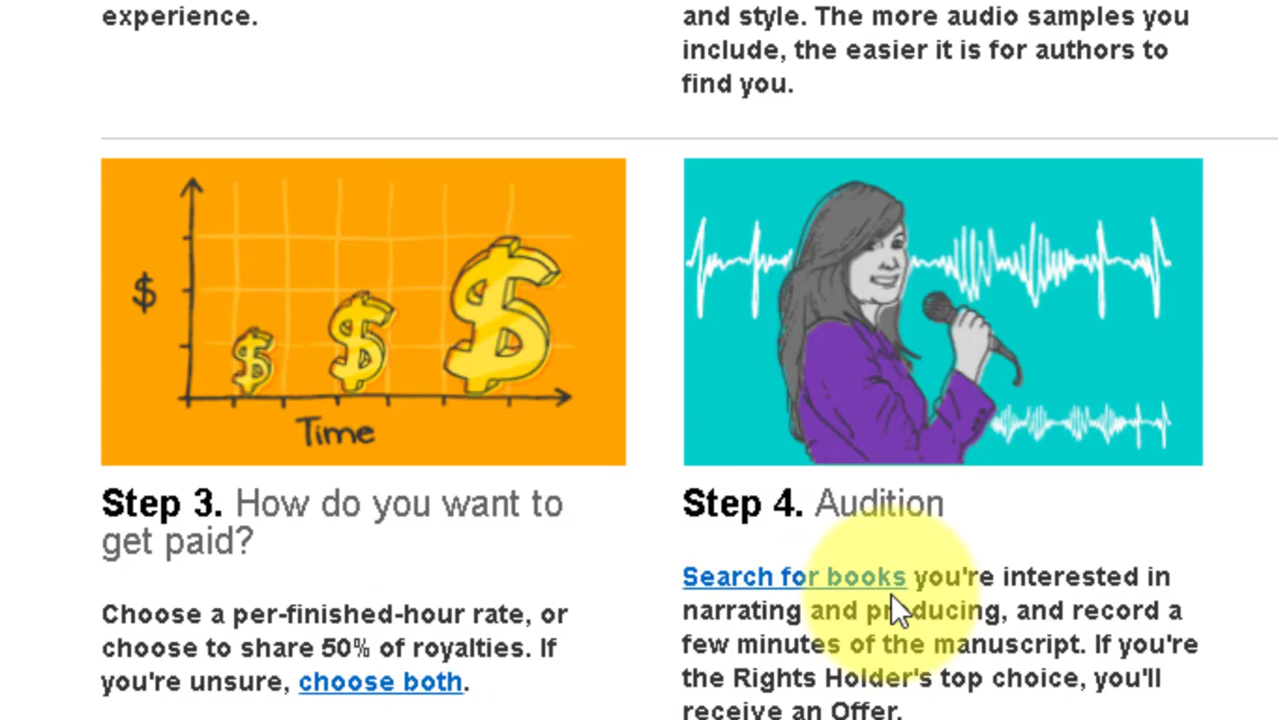 experience.
and style. The more audio samples you
include, the easier it is for authors to
find you.
$
Time
Step 3. How do you want to
get paid?
Choose a per-finished-hour rate, or
choose to share 50% of royalties. If
you're unsure, choose both.
Step 4. Audition
Search for books you're interested in
narrating and producing, and record a
few minutes of the manuscript. If you're
the Rights Holder's top choice, you'll
receive an Offer.